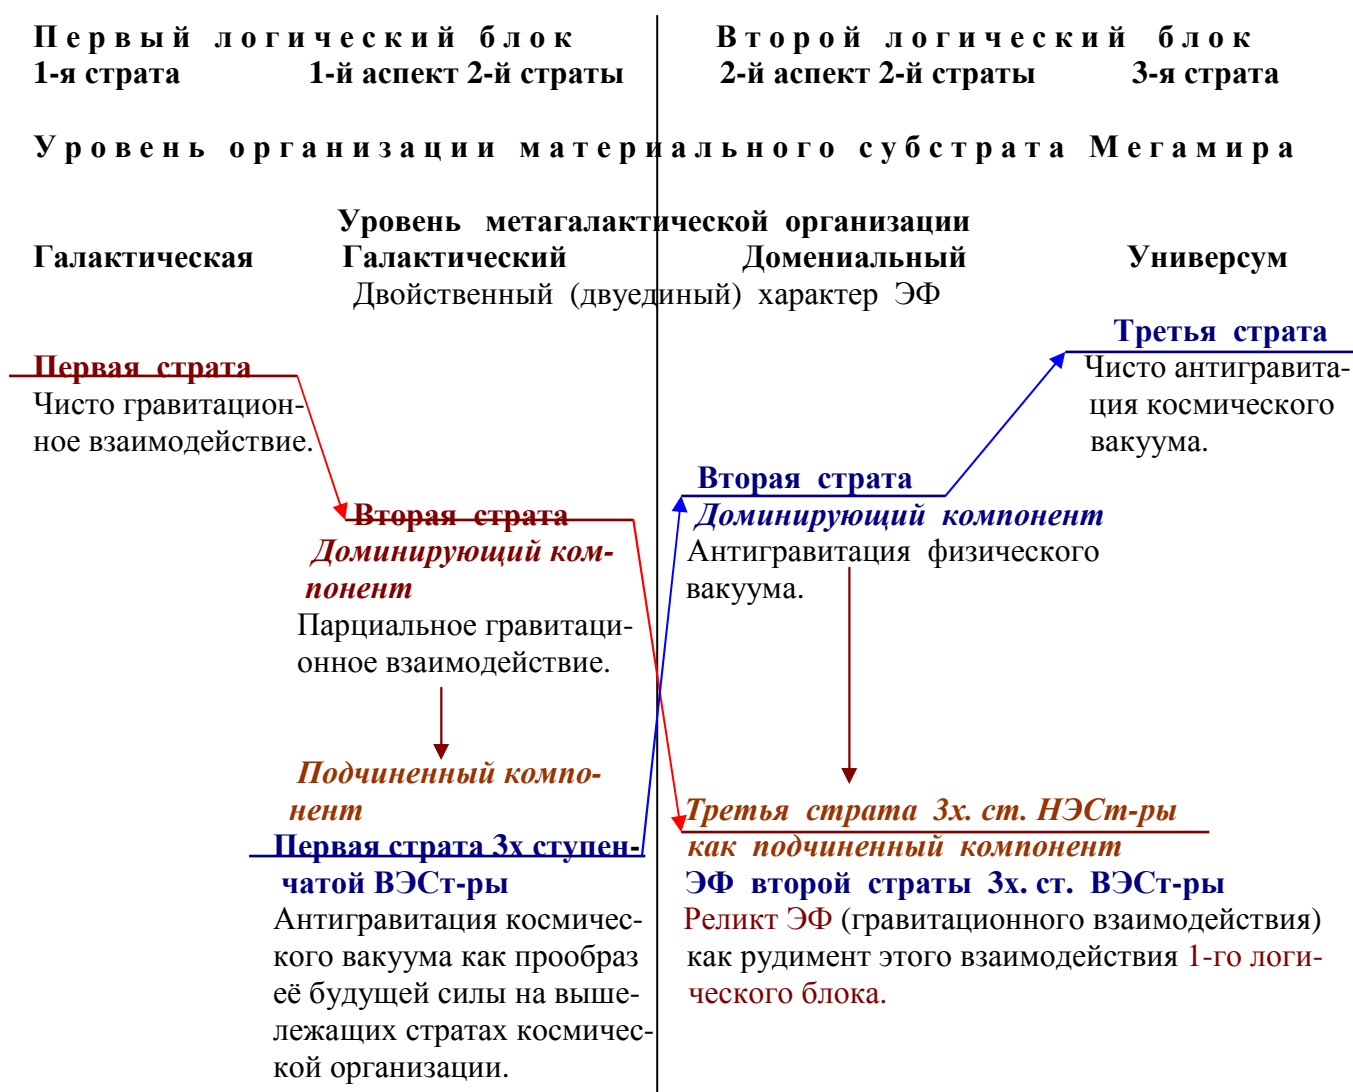 Первый логический блок
1-я страта 1-й аспект 2-й страты
Второй логический блок
2-й аспект 2-й страты 3-я страта
Уровень организации материального субстрата Мегамира
Уровень метагалактической организации
Галактическая Галактический Домениальный Универсум
Двойственный (двуединый) характер ЭФ
Первая страта
Чисто гравитацион-
ное взаимодействие.
Вторая страта
Доминирующий ком-
понент
Парциальное гравитаци-
онное взаимодействие.
Подчиненный компо-
нент
Первая страта 3х ступен-
чатой ВЭСт-ры
Антигравитация космичес-
кого вакуума как прообраз
её будущей силы на выше-
лежащих стратах космичес-
кой организации.
Третья страта
Чисто антигравита-
ция космического
вакуума.
Вторая страта
Доминирующий компонент
Антигравитация физического
вакуума.
Третья страта 3х. ст. НЭСт-ры
как подчиненный компонент
ЭФ второй страты 3х. ст. ВЭСт-ры
Реликт ЭФ (гравитационного взаимодействия)
как рудимент этого взаимодействия 1-го логи-
ческого блока.